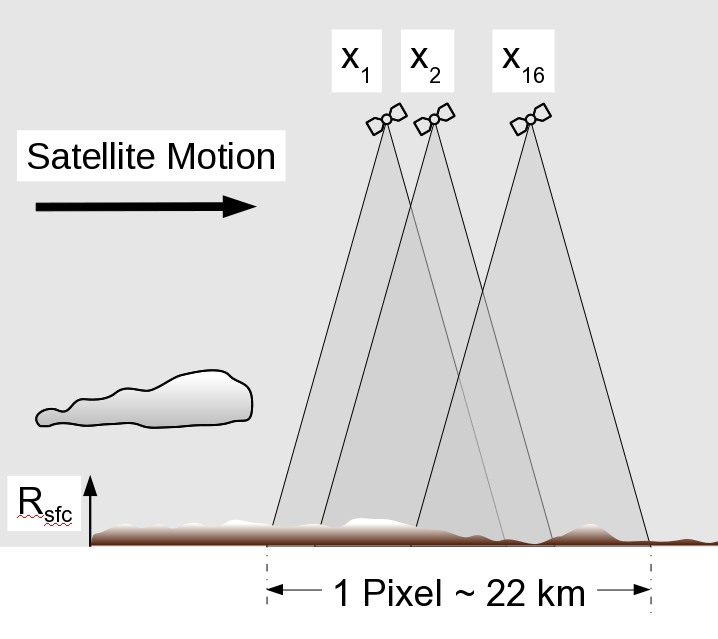 x1 x2 x16
Satellite Motion
Rsfc
1 Pixel ~ 22 km